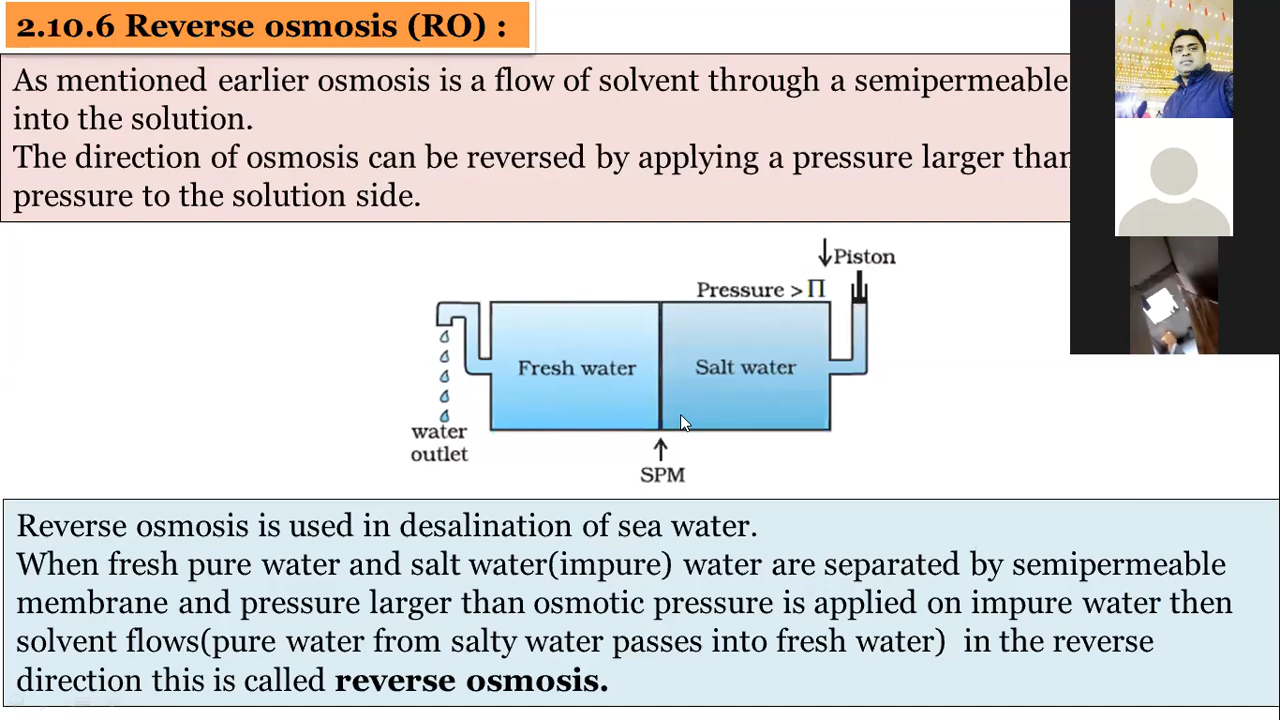 2.10.6 Reverse osmosis (RO) :
As mentioned earlier osmosis is a flow of solvent through a semipermeable
into the solution.
The direction of osmosis can be reversed by applying a pressure larger than
pressure to the solution side.
Piston
Pressure > Π
Fresh water
Salt water
water
outlet
SPM
Reverse osmosis is used in desalination of sea water.
When fresh pure water and salt water(impure) water are separated by semipermeable
membrane and pressure larger than osmotic pressure is applied on impure water then
solvent flows(pure water from salty water passes into fresh water) in the reverse
direction this is called reverse osmosis.